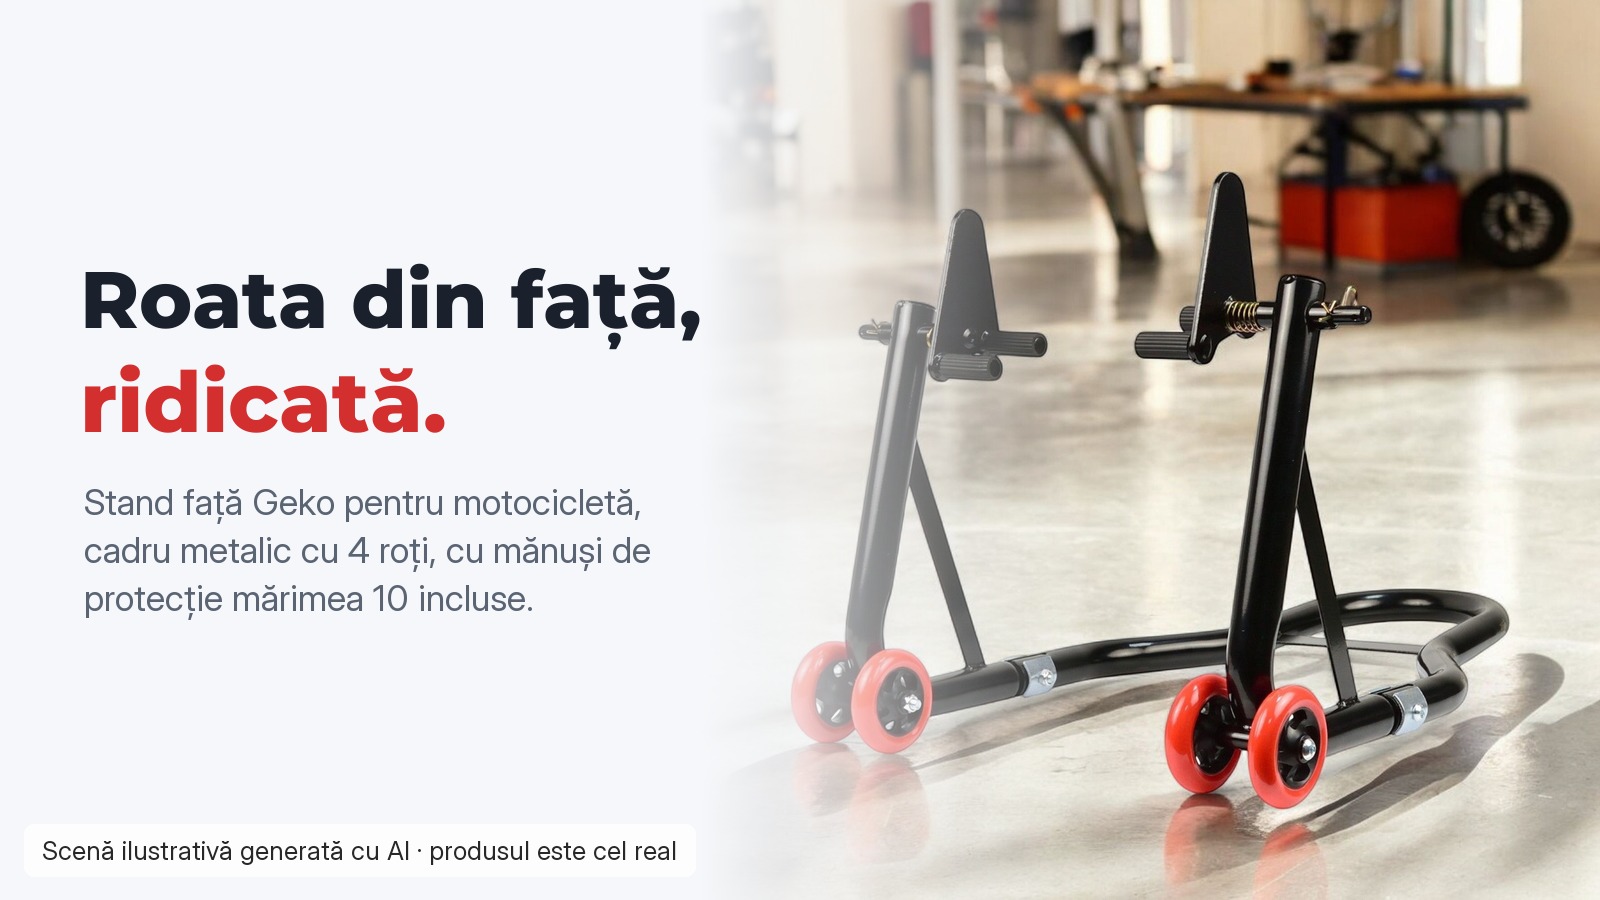 Roata din față,
ridicată.
Stand față Geko pentru motocicletă,
cadru metalic cu 4 roți, cu mănuși de
protecție mărimea 10 incluse.
Scenă ilustrativă generată cu AI · produsul este cel real